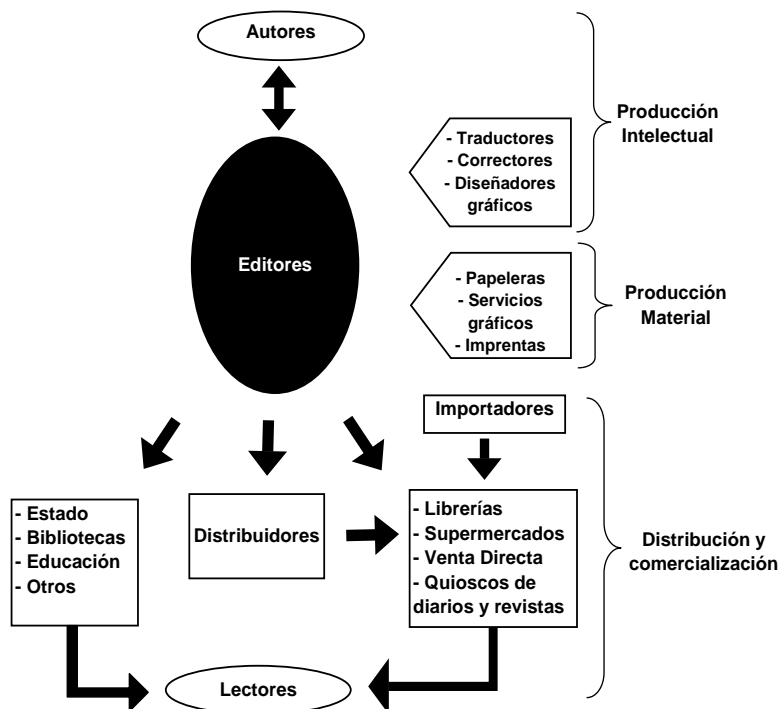 Autores
Producción
Intelectual
- Traductores
- Correctores
- Diseñadores
gráficos
Editores
- Papeleras
- Servicios
gráficos
- Imprentas
Producción
Material
Importadores
- Estado
- Bibliotecas
- Educación
- Otros
Distribuidores
- Librerías
- Supermercados
- Venta Directa
- Quioscos de
diarios y revistas
Distribución y
comercialización
Lectores